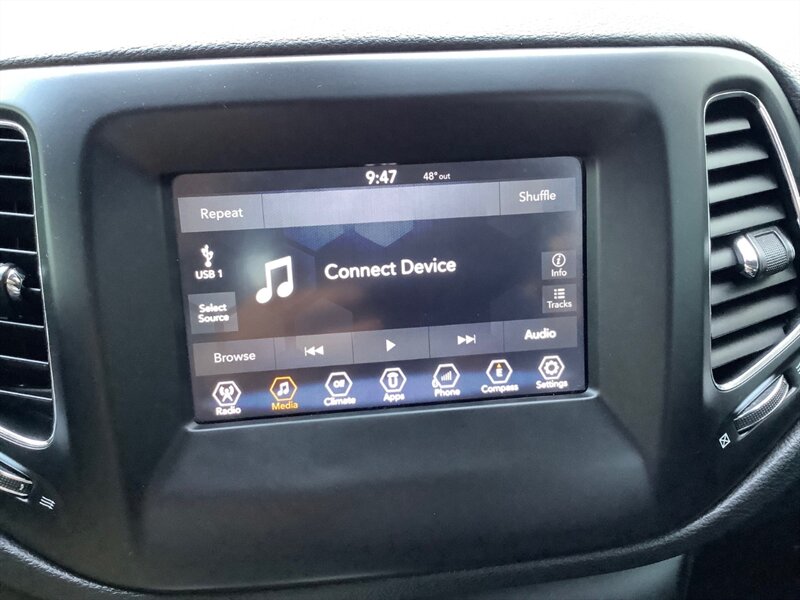 9:47 48° out
Repeat
Shuffle
USB 1
Connect Device
Info
Select
Source
Tracks
Browse
Audio
Radio
Media
Off
Climate
Apps
Phone
E
Compass
Settings